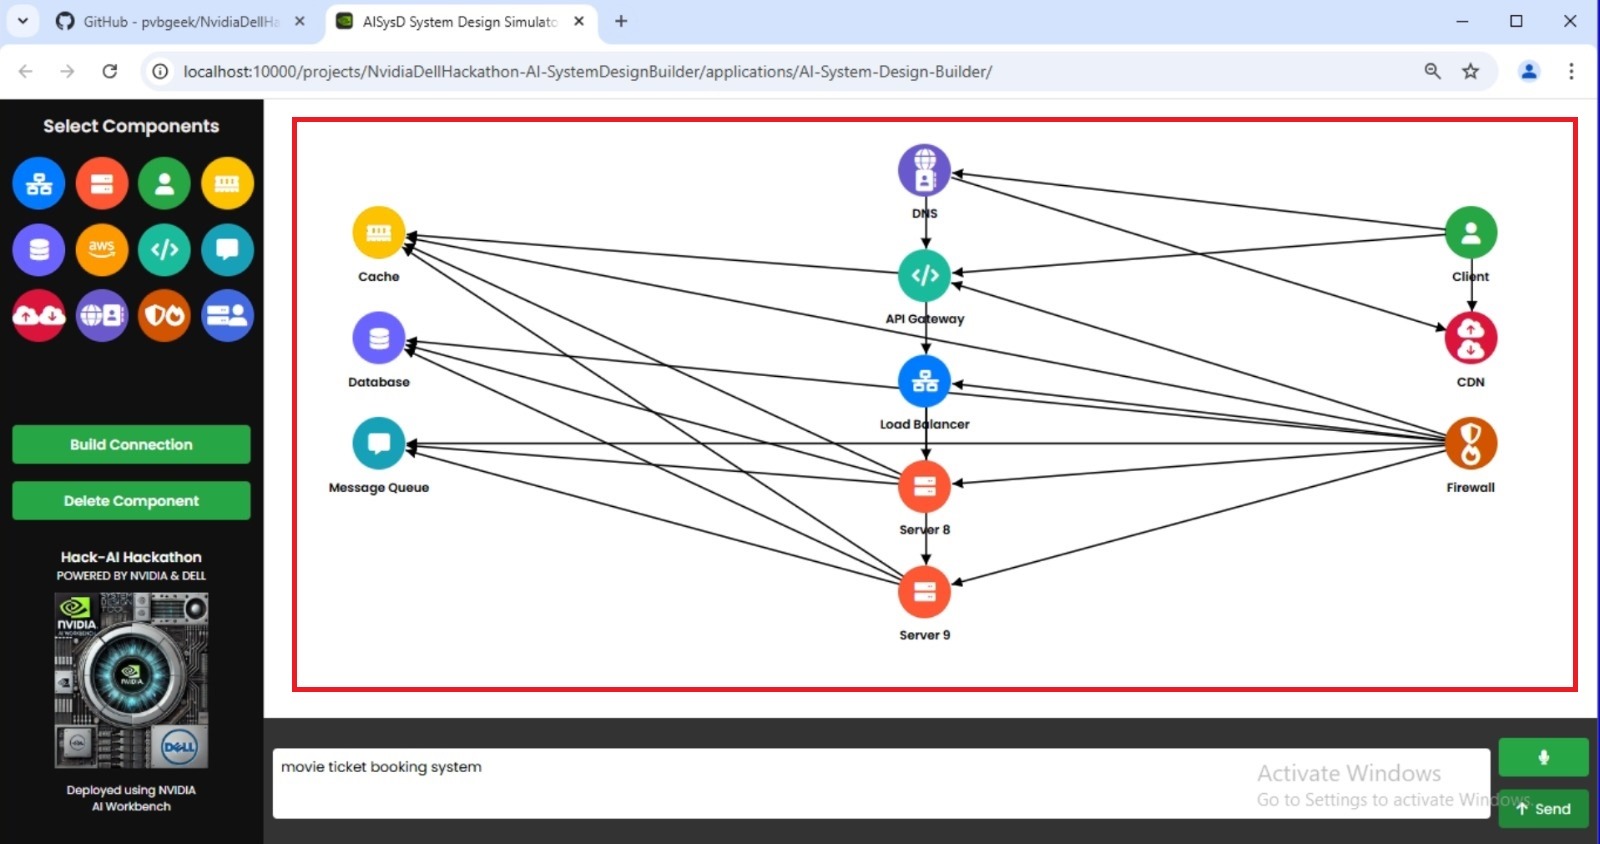 GitHub - pvbgeek/NvidiaDellHa
AISysD System Design Simulato
localhost:10000/projects/NvidiaDellHackathon-AI-SystemDesignBuilder/applications/AI-System-Design-Builder/
Select Components
aws
Build Connection
Delete Component
Hack-AI Hackathon
POWERED BY NVIDIA & DELL
NVIDIA
NVIDIA
DELL
Deployed using NVIDIA
AI Workbench
DNS
Cache
Client
API Gateway
Database
CDN
Load Balancer
Message Queue
Firewall
Server 8
Server 9
movie ticket booking system
Activate Windows
Go to Settings to activate Windows.
Send